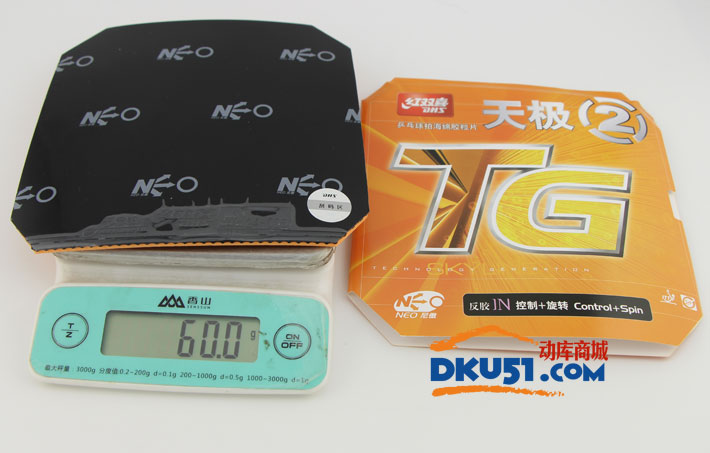 NEO
NEO
NEO
NEO
NEO
NEO
NEO
NEO
DHS
红双喜
DHS
天极②
乒乓球拍海绵胶粒片
TG
TECHNOLOGY GENERATION
NEO
NEO 尼奥
反胶 IN 控制+旋转 Control+Spin
香山
SENSSUN
T/Z
60.0g
ON/OFF
最大秤量：3000g 分度值:0.2~200g d=0.1g 200~1000g d=0.5g 1000~3000g d=1g
动库商城
DKU51.COM